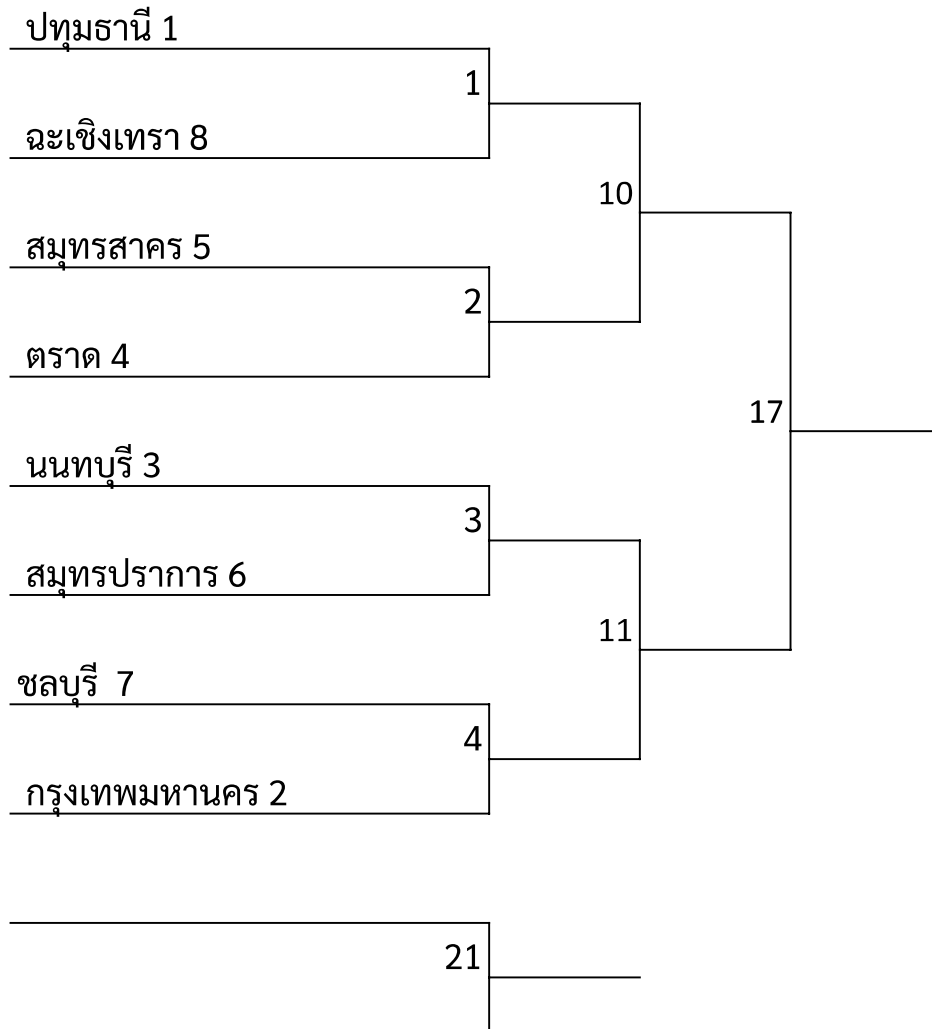 ปทุมธานี 1
1
ฉะเชิงเทรา 8
10
สมุทรสาคร 5
2
ตราด 4
17
นนทบุรี 3
3
สมุทรปราการ 6
11
ชลบุรี 7
4
กรุงเทพมหานคร 2
21